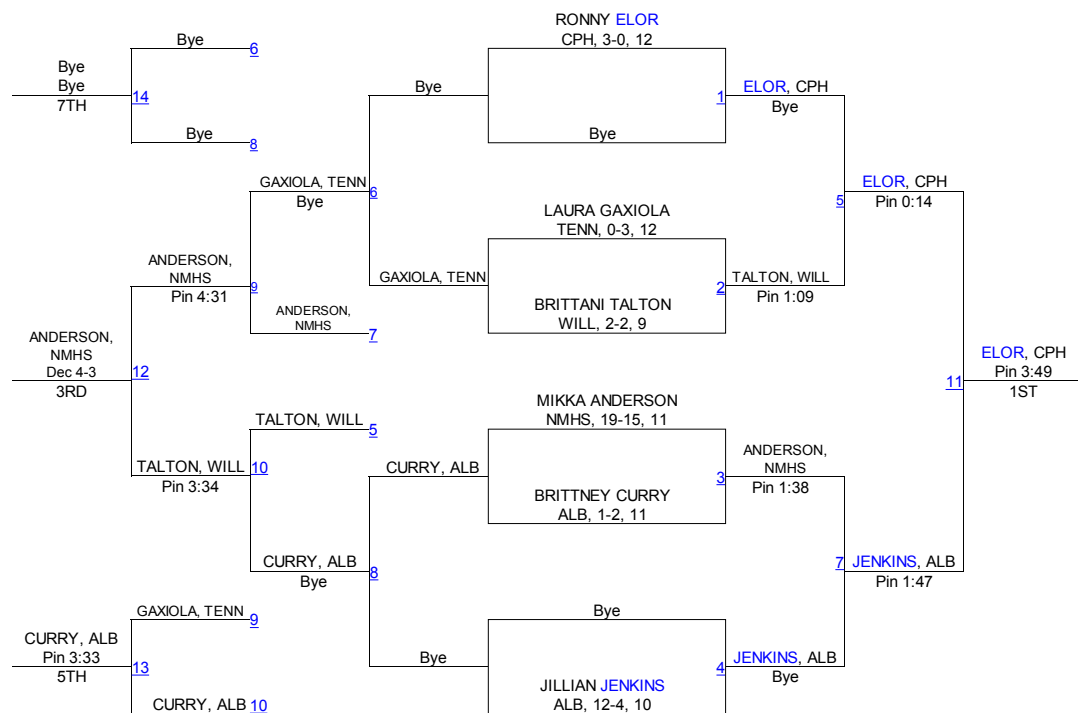 RONNY ELOR
CPH, 3-0, 12
Bye
6
Bye
Bye
7TH
14
Bye
1
ELOR, CPH
Bye
Bye
Bye
8
GAXIOLA, TENN
Bye
6
ELOR, CPH
Pin 0:14
5
LAURA GAXIOLA
TENN, 0-3, 12
ANDERSON,
NMHS
Pin 4:31
9
GAXIOLA, TENN
2
TALTON, WILL
Pin 1:09
BRITTANI TALTON
WILL, 2-2, 9
ANDERSON,
NMHS
7
ANDERSON,
NMHS
Dec 4-3
3RD
12
ELOR, CPH
Pin 3:49
1ST
11
MIKKA ANDERSON
NMHS, 19-15, 11
TALTON, WILL
5
ANDERSON,
NMHS
Pin 1:38
TALTON, WILL
Pin 3:34
10
CURRY, ALB
3
BRITTNEY CURRY
ALB, 1-2, 11
CURRY, ALB
Bye
8
7
JENKINS, ALB
Pin 1:47
GAXIOLA, TENN
9
Bye
CURRY, ALB
Pin 3:33
5TH
13
Bye
4
JENKINS, ALB
Bye
JILLIAN JENKINS
ALB, 12-4, 10
CURRY, ALB
10